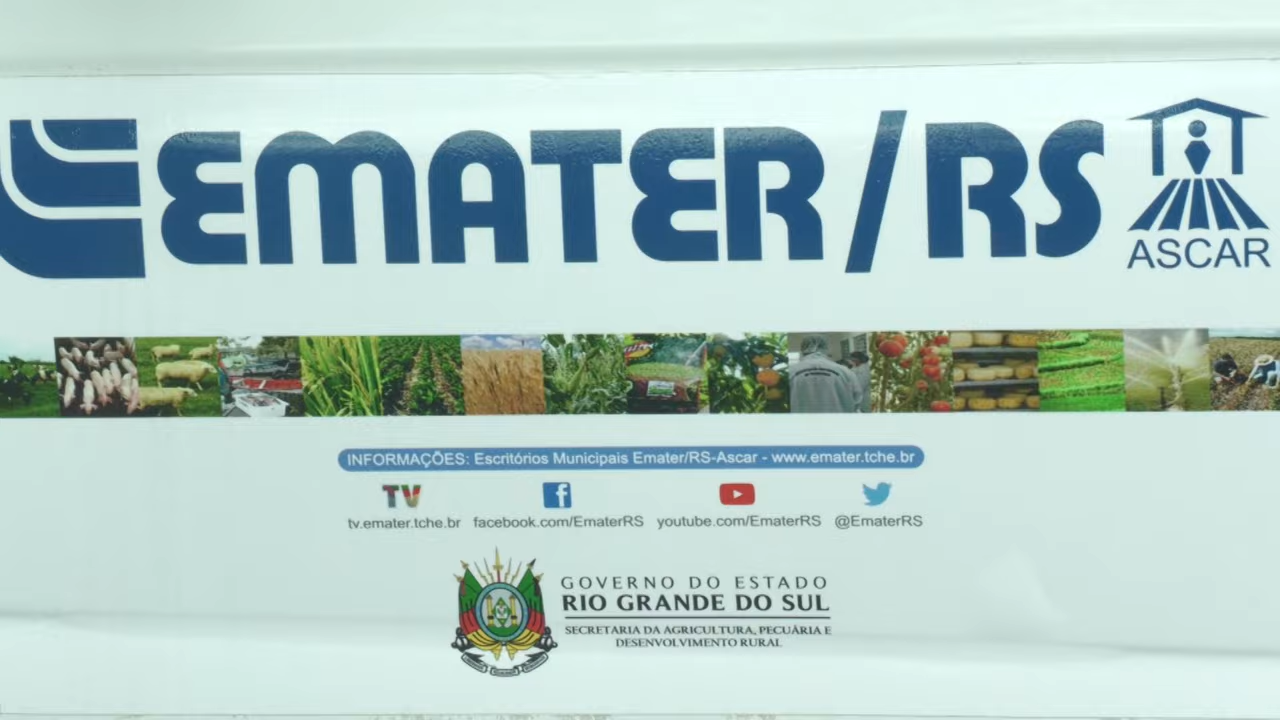 EMATER/RS
ASCAR
INFORMAÇÕES: Escritórios Municipais Emater/RS-Ascar - www.emater.tche.br
TV
tv.emater.tche.br facebook.com/EmaterRS youtube.com/EmaterRS @EmaterRS
GOVERNO DO ESTADO
RIO GRANDE DO SUL
SECRETARIA DA AGRICULTURA, PECUÁRIA E
DESENVOLVIMENTO RURAL